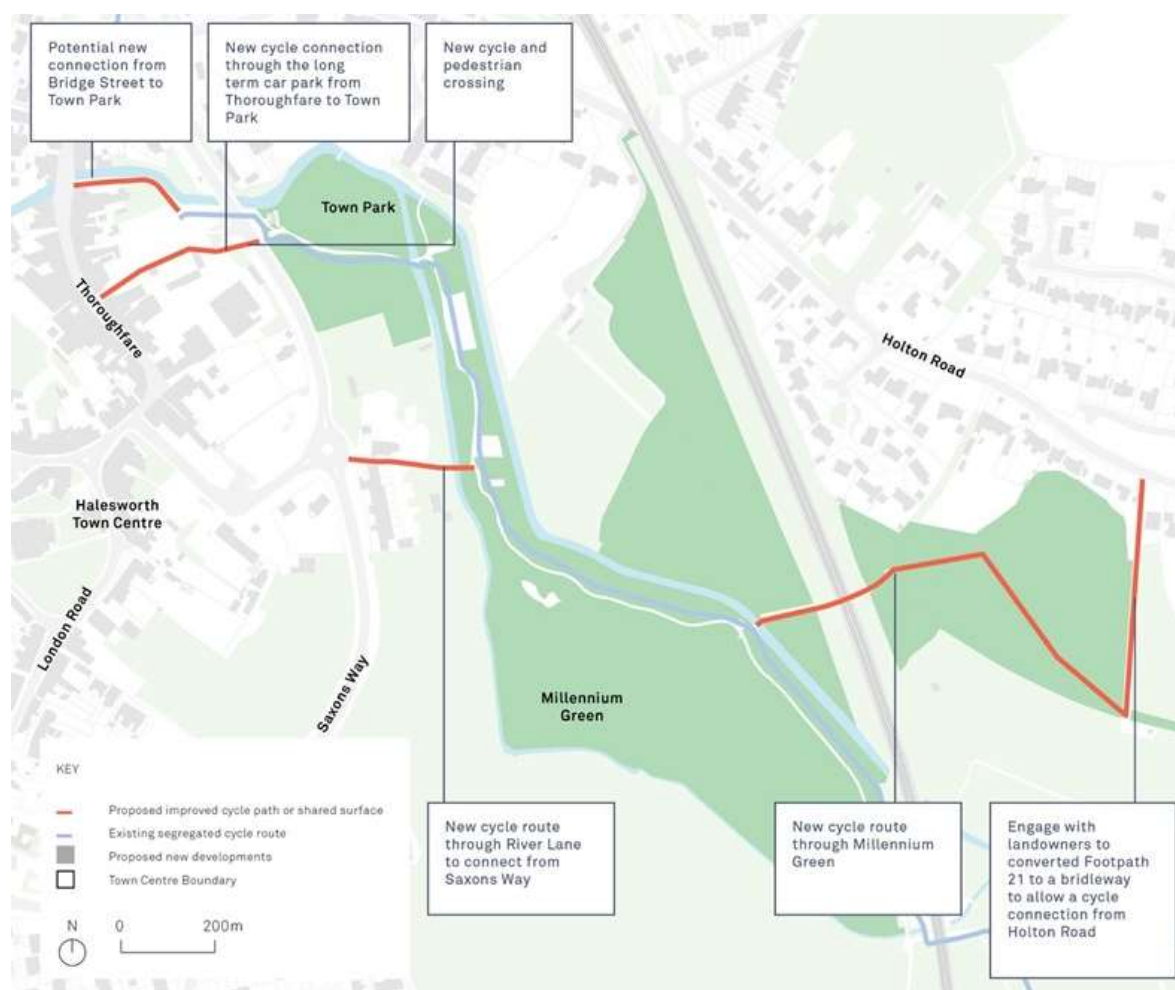 Potential new
connection from
Bridge Street to
Town Park
New cycle connection
through the long
term car park from
Thoroughfare to Town
Park
New cycle and
pedestrian
crossing
Town Park
Thoroughfare
Holton Road
Halesworth
Town Centre
London Road
Saxons Way
Millennium
Green
KEY
Proposed improved cycle path or shared surface
Existing segregated cycle route
Proposed new developments
Town Centre Boundary
N
0 200m
New cycle route
through River Lane
to connect from
Saxons Way
New cycle route
through Millennium
Green
Engage with
landowners to
converted Footpath
21 to a bridleway
to allow a cycle
connection from
Holton Road